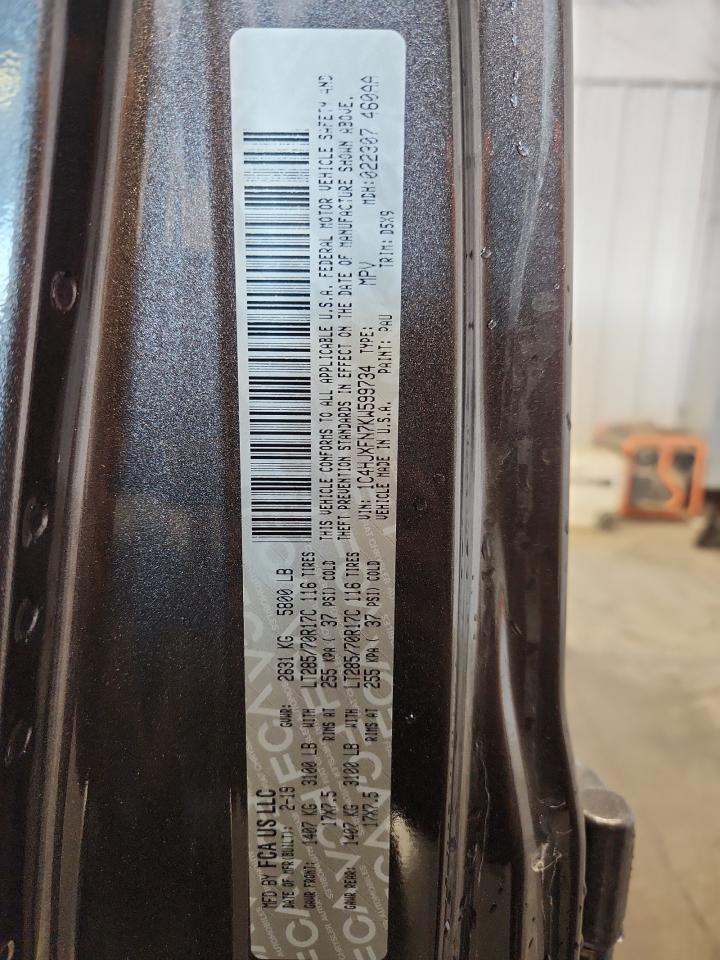 MFD BY FCA US LLC
DATE OF MFR/BUILT: 2-19 GVWR: 2631 KG 5800 LB
GAWR FRONT: 1407 KG 3100 LB WITH LT285/70R17C 116 TIRES
17X7.5 RIMS AT 255 KPA ( 37 PSI) COLD
GAWR REAR: 1407 KG 3100 LB WITH LT285/70R17C 116 TIRES
17X7.5 RIMS AT 255 KPA ( 37 PSI) COLD
THIS VEHICLE CONFORMS TO ALL APPLICABLE U.S.A. FEDERAL MOTOR VEHICLE SAFETY AND
THEFT PREVENTION STANDARDS IN EFFECT ON THE DATE OF MANUFACTURE SHOWN ABOVE.
VIN: 1C4HJXFN7KW599734 TYPE: MPV MDH: 022307 460AA
VEHICLE MADE IN U.S.A. PAINT: PAU TRIM: D5X9